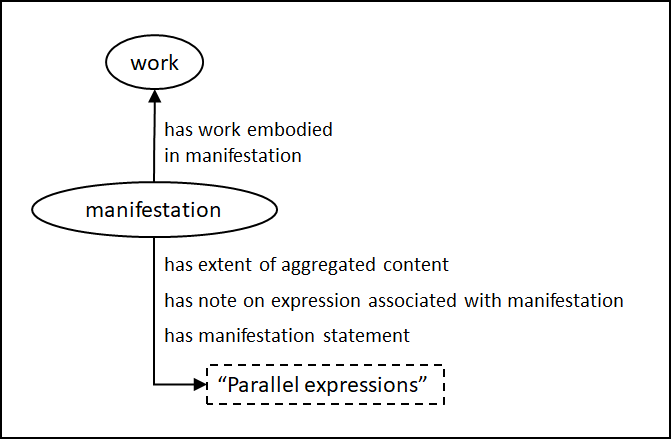 work
has work embodied
in manifestation
manifestation
has extent of aggregated content
has note on expression associated with manifestation
has manifestation statement
“Parallel expressions”